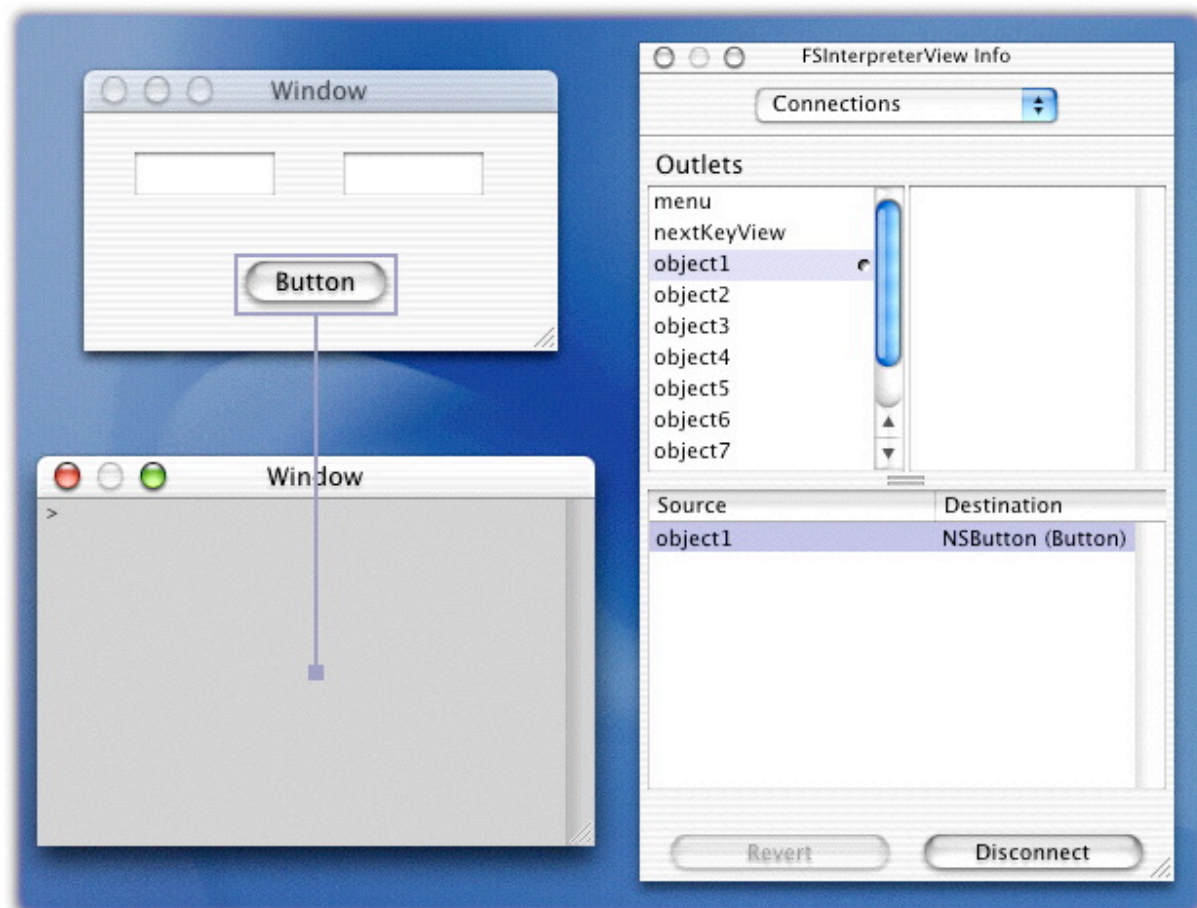 Window
Button
Window
>
FSInterpreterView Info
Connections
Outlets
menu
nextKeyView
object1
object2
object3
object4
object5
object6
object7
Source Destination
object1 NSButton (Button)
Revert Disconnect